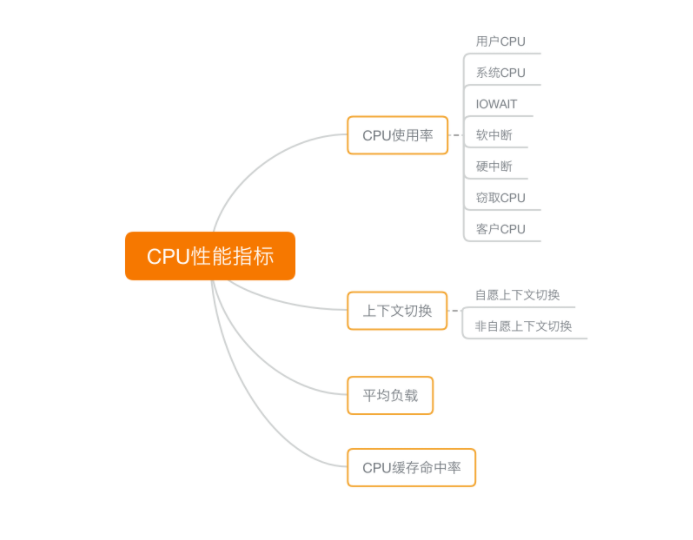 用户CPU
系统CPU
IOWAIT
CPU使用率
软中断
硬中断
窃取CPU
客户CPU
CPU性能指标
自愿上下文切换
上下文切换
非自愿上下文切换
平均负载
CPU缓存命中率